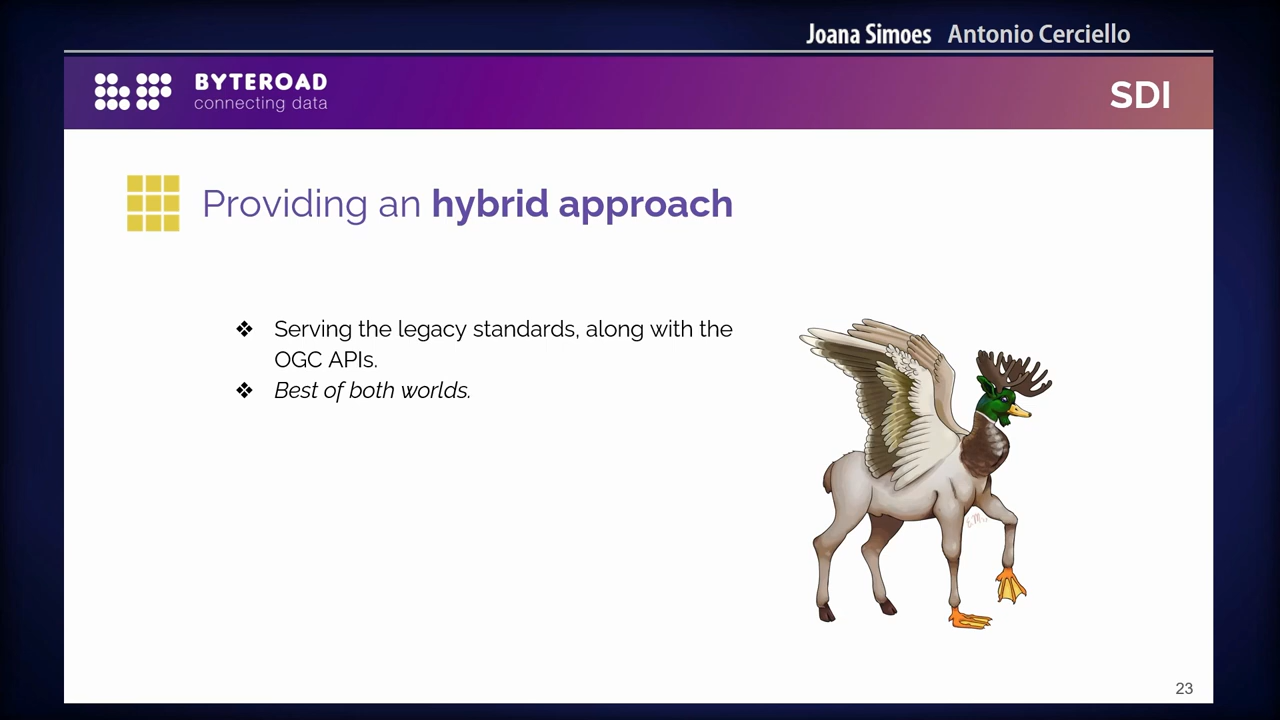 Joana Simoes Antonio Cerciello
BYTEROAD
connecting data
SDI
Providing an hybrid approach
❖ Serving the legacy standards, along with the
OGC APIs.
❖ Best of both worlds.
23